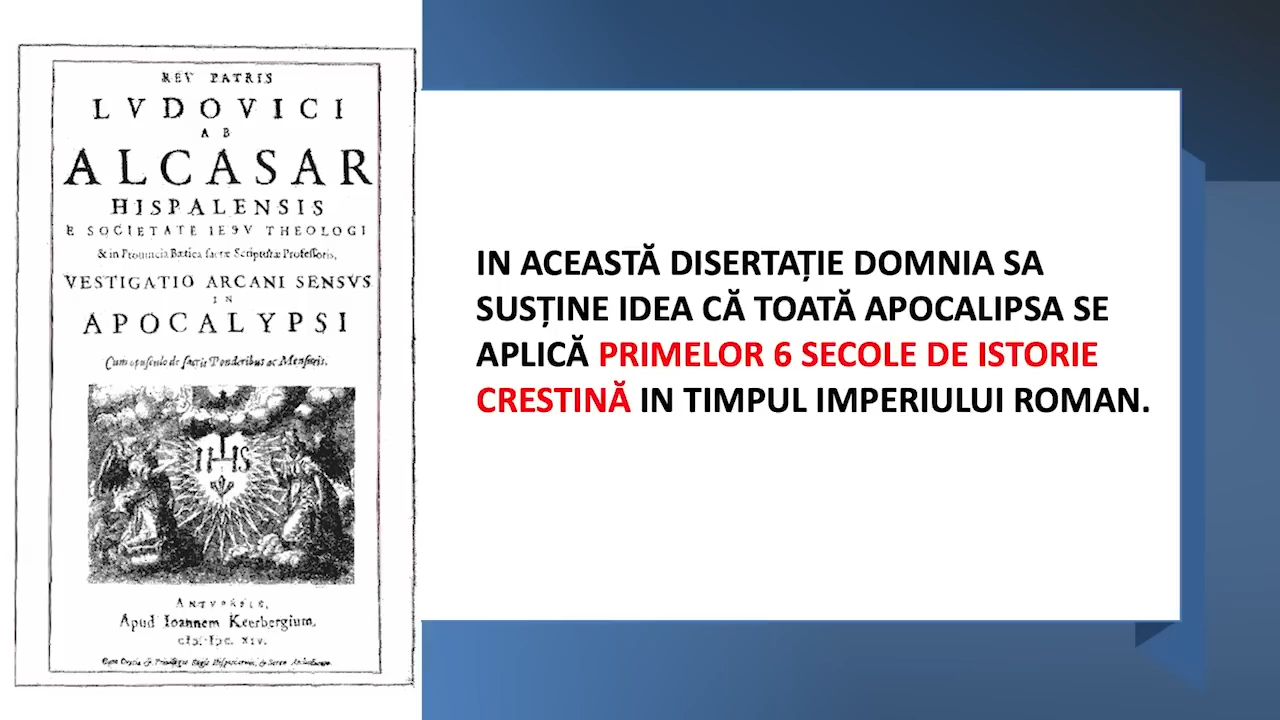 REV PATRIS
LVDOVICI
AB
ALCASAR
HISPALENSIS
E SOCIETATE IESV THEOLOGI
& in Prouincia Bætica sacræ Scripturæ Professoris,
VESTIGATIO ARCANI SENSVS
IN
APOCALYPSI
Cum opusculo de sacris Ponderibus ac Mensuris.
IHS
ANTVERPIÆ,
Apud Ioannem Keerbergium,
XIV.
IN ACEASTĂ DISERTAȚIE DOMNIA SA
SUSȚINE IDEA CĂ TOATĂ APOCALIPSA SE
APLICĂ PRIMELOR 6 SECOLE DE ISTORIE
CRESTINĂ IN TIMPUL IMPERIULUI ROMAN.